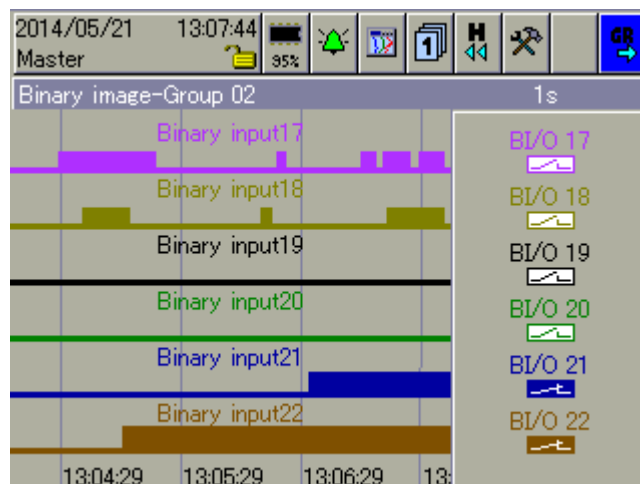 2014/05/21 13:07:44
Master
95%
1
H
GR
Binary image-Group 02 1s
Binary input17 BI/O 17
Binary input18 BI/O 18
Binary input19 BI/O 19
Binary input20 BI/O 20
Binary input21 BI/O 21
Binary input22 BI/O 22
13:04:29 13:05:29 13:06:29 13: